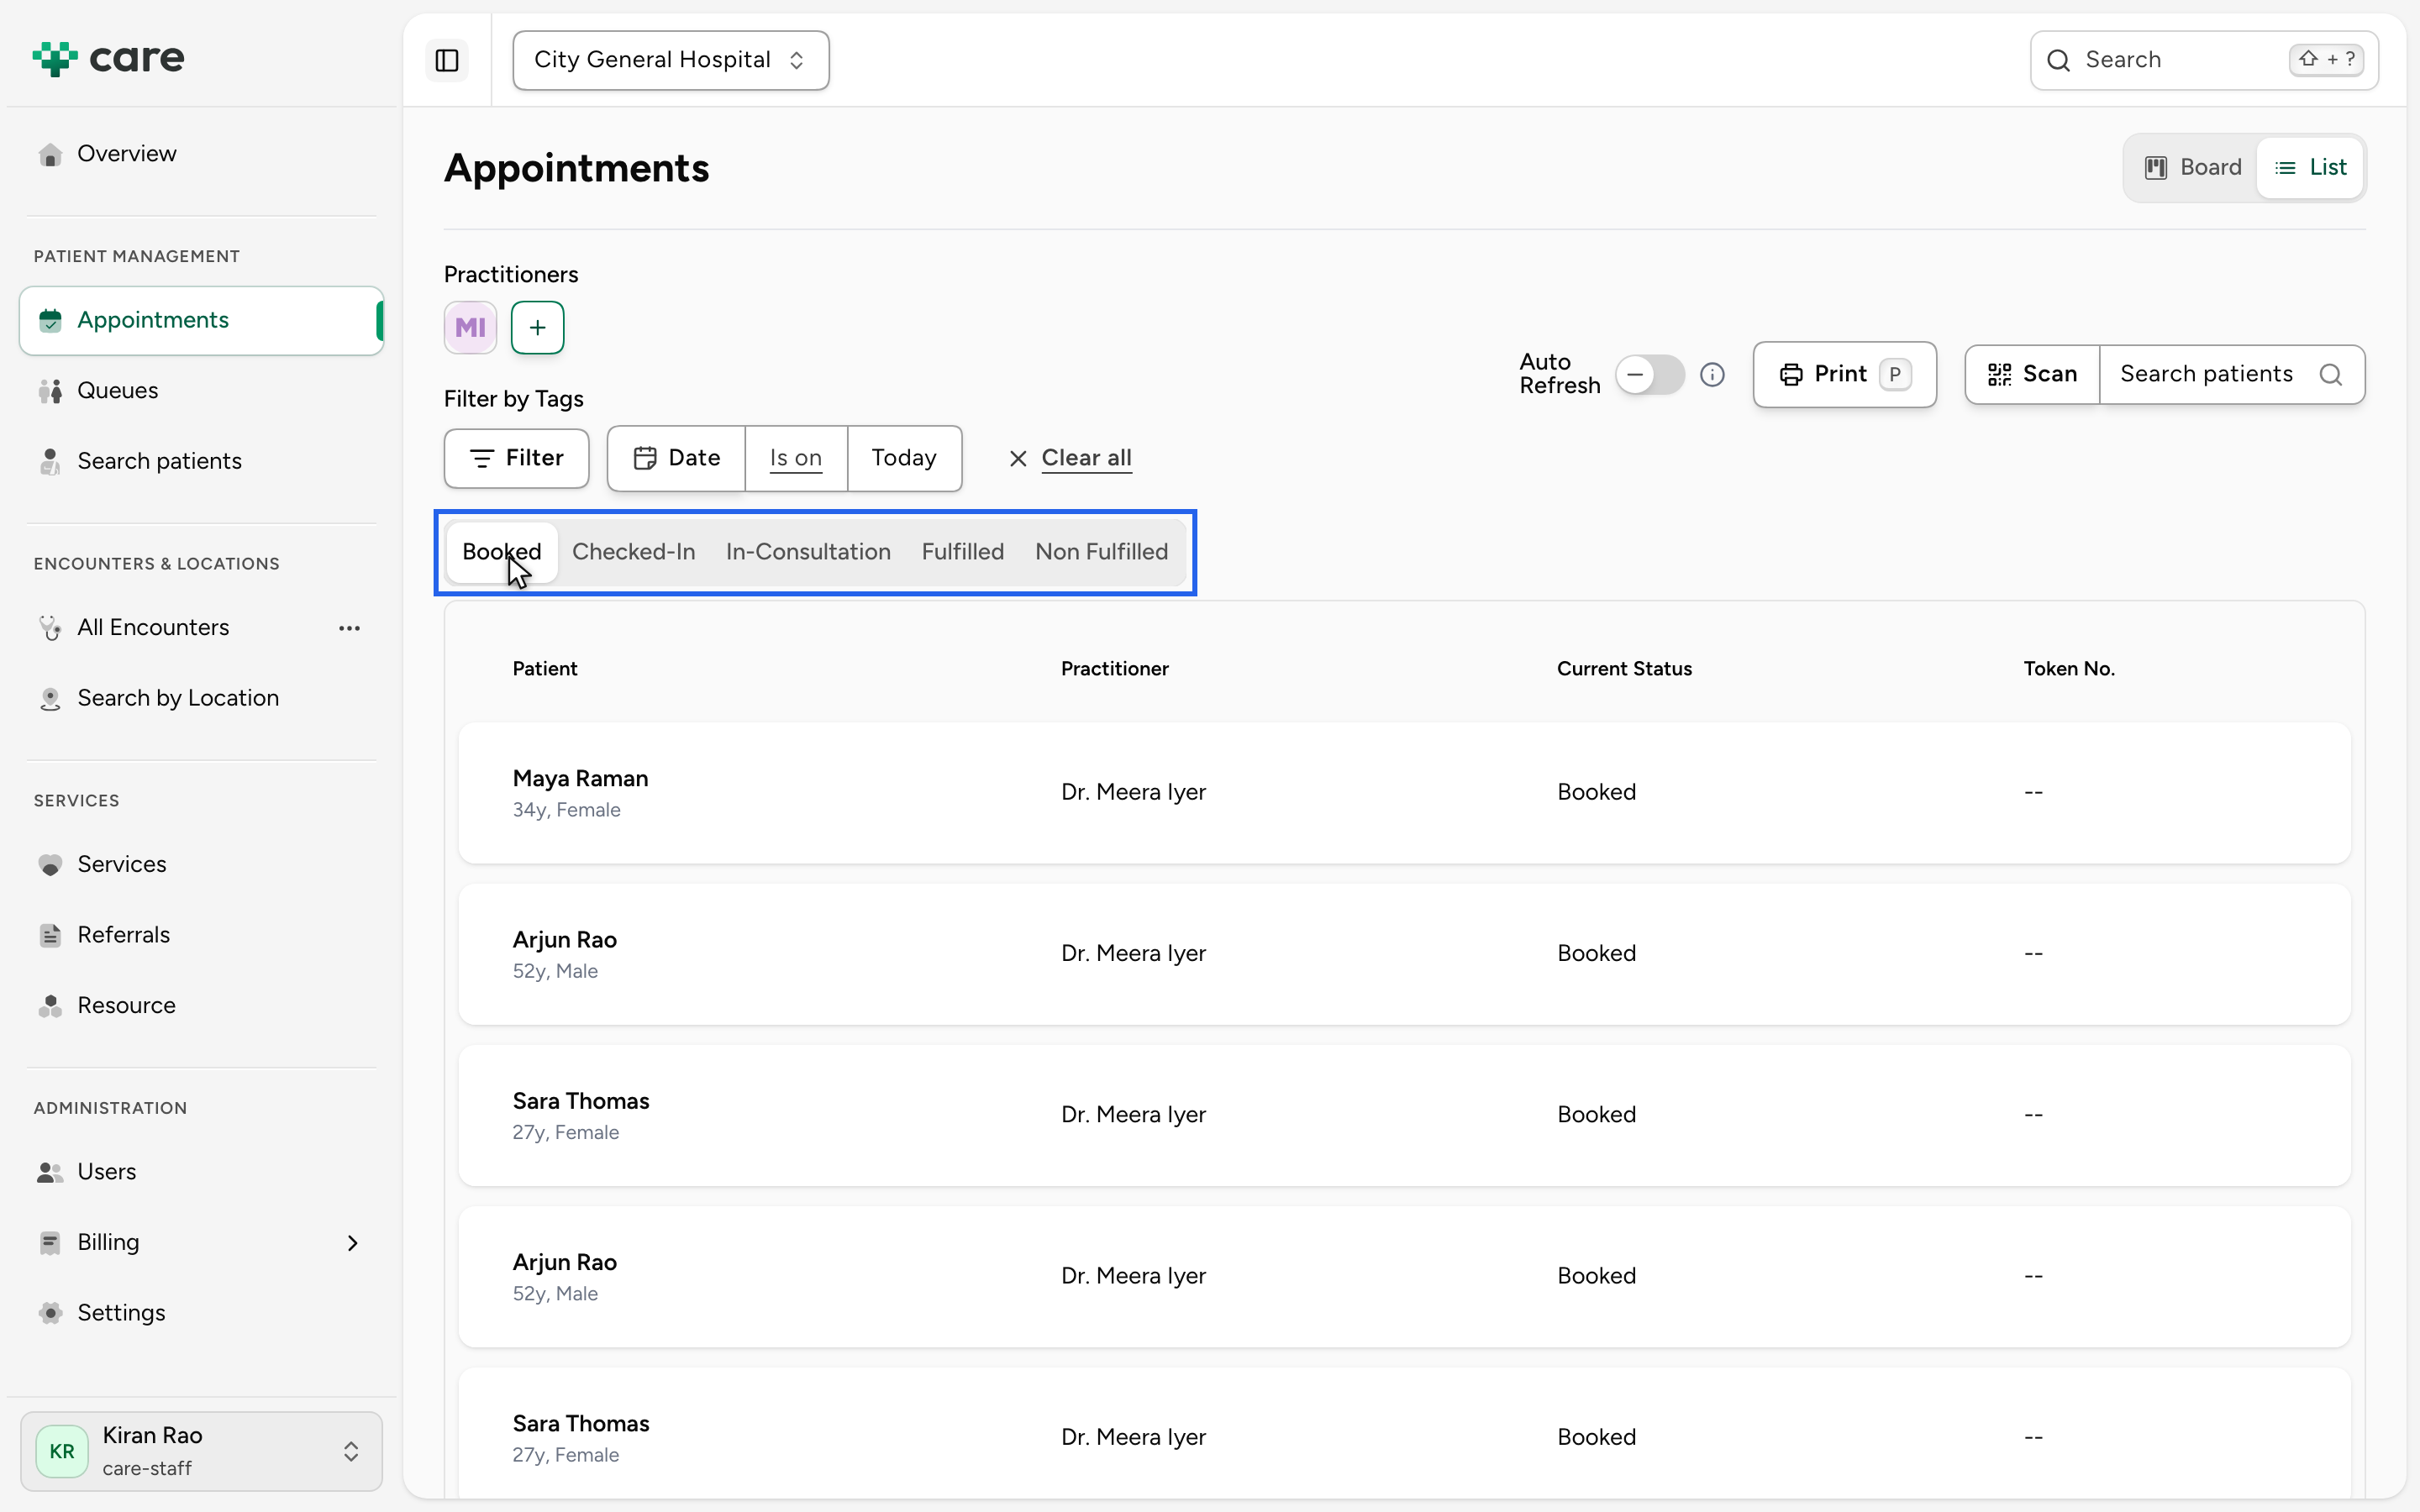 care
City General Hospital
Search
+ ?
Overview
PATIENT MANAGEMENT
Appointments
Queues
Search patients
ENCOUNTERS & LOCATIONS
All Encounters
Search by Location
SERVICES
Services
Referrals
Resource
ADMINISTRATION
Users
Billing
Settings
KR
Kiran Rao
care-staff
Appointments
Board
List
Practitioners
MI
+
Filter by Tags
Filter
Date
Is on
Today
Clear all
Auto
Refresh
Print
P
Scan
Search patients
Booked
Checked-In
In-Consultation
Fulfilled
Non Fulfilled
Patient Practitioner Current Status Token No.
Maya Raman
34y, Female
Dr. Meera Iyer Booked --
Arjun Rao
52y, Male
Dr. Meera Iyer Booked --
Sara Thomas
27y, Female
Dr. Meera Iyer Booked --
Arjun Rao
52y, Male
Dr. Meera Iyer Booked --
Sara Thomas
27y, Female
Dr. Meera Iyer Booked --